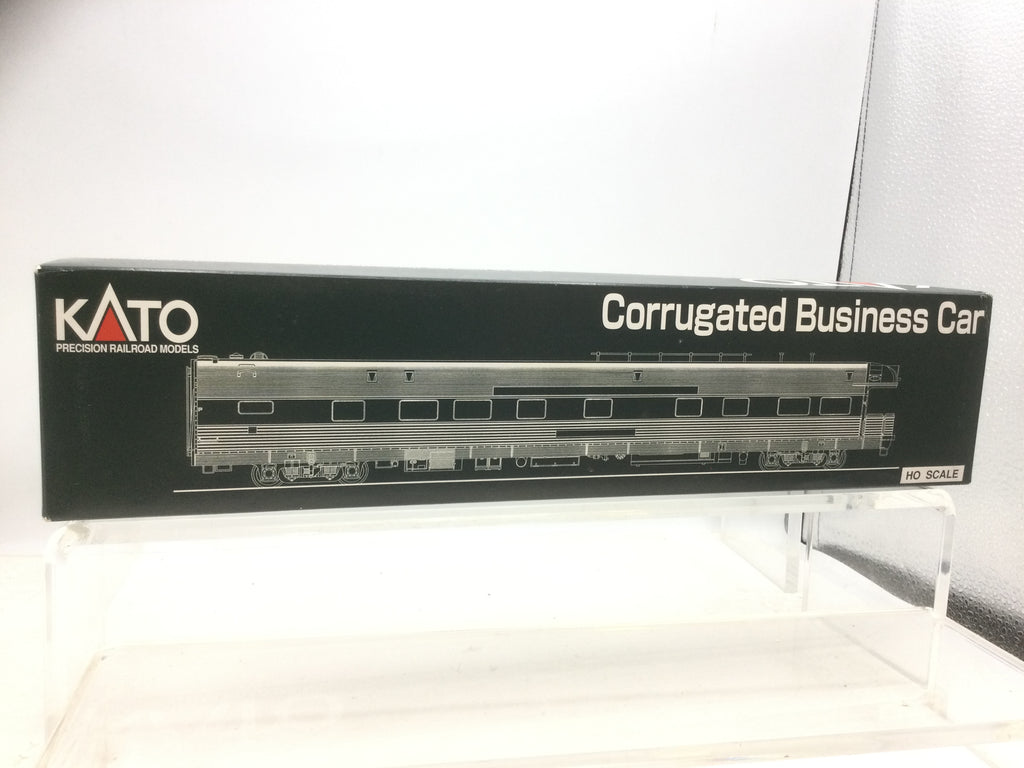 KATO
PRECISION RAILROAD MODELS
Corrugated Business Car
HO SCALE